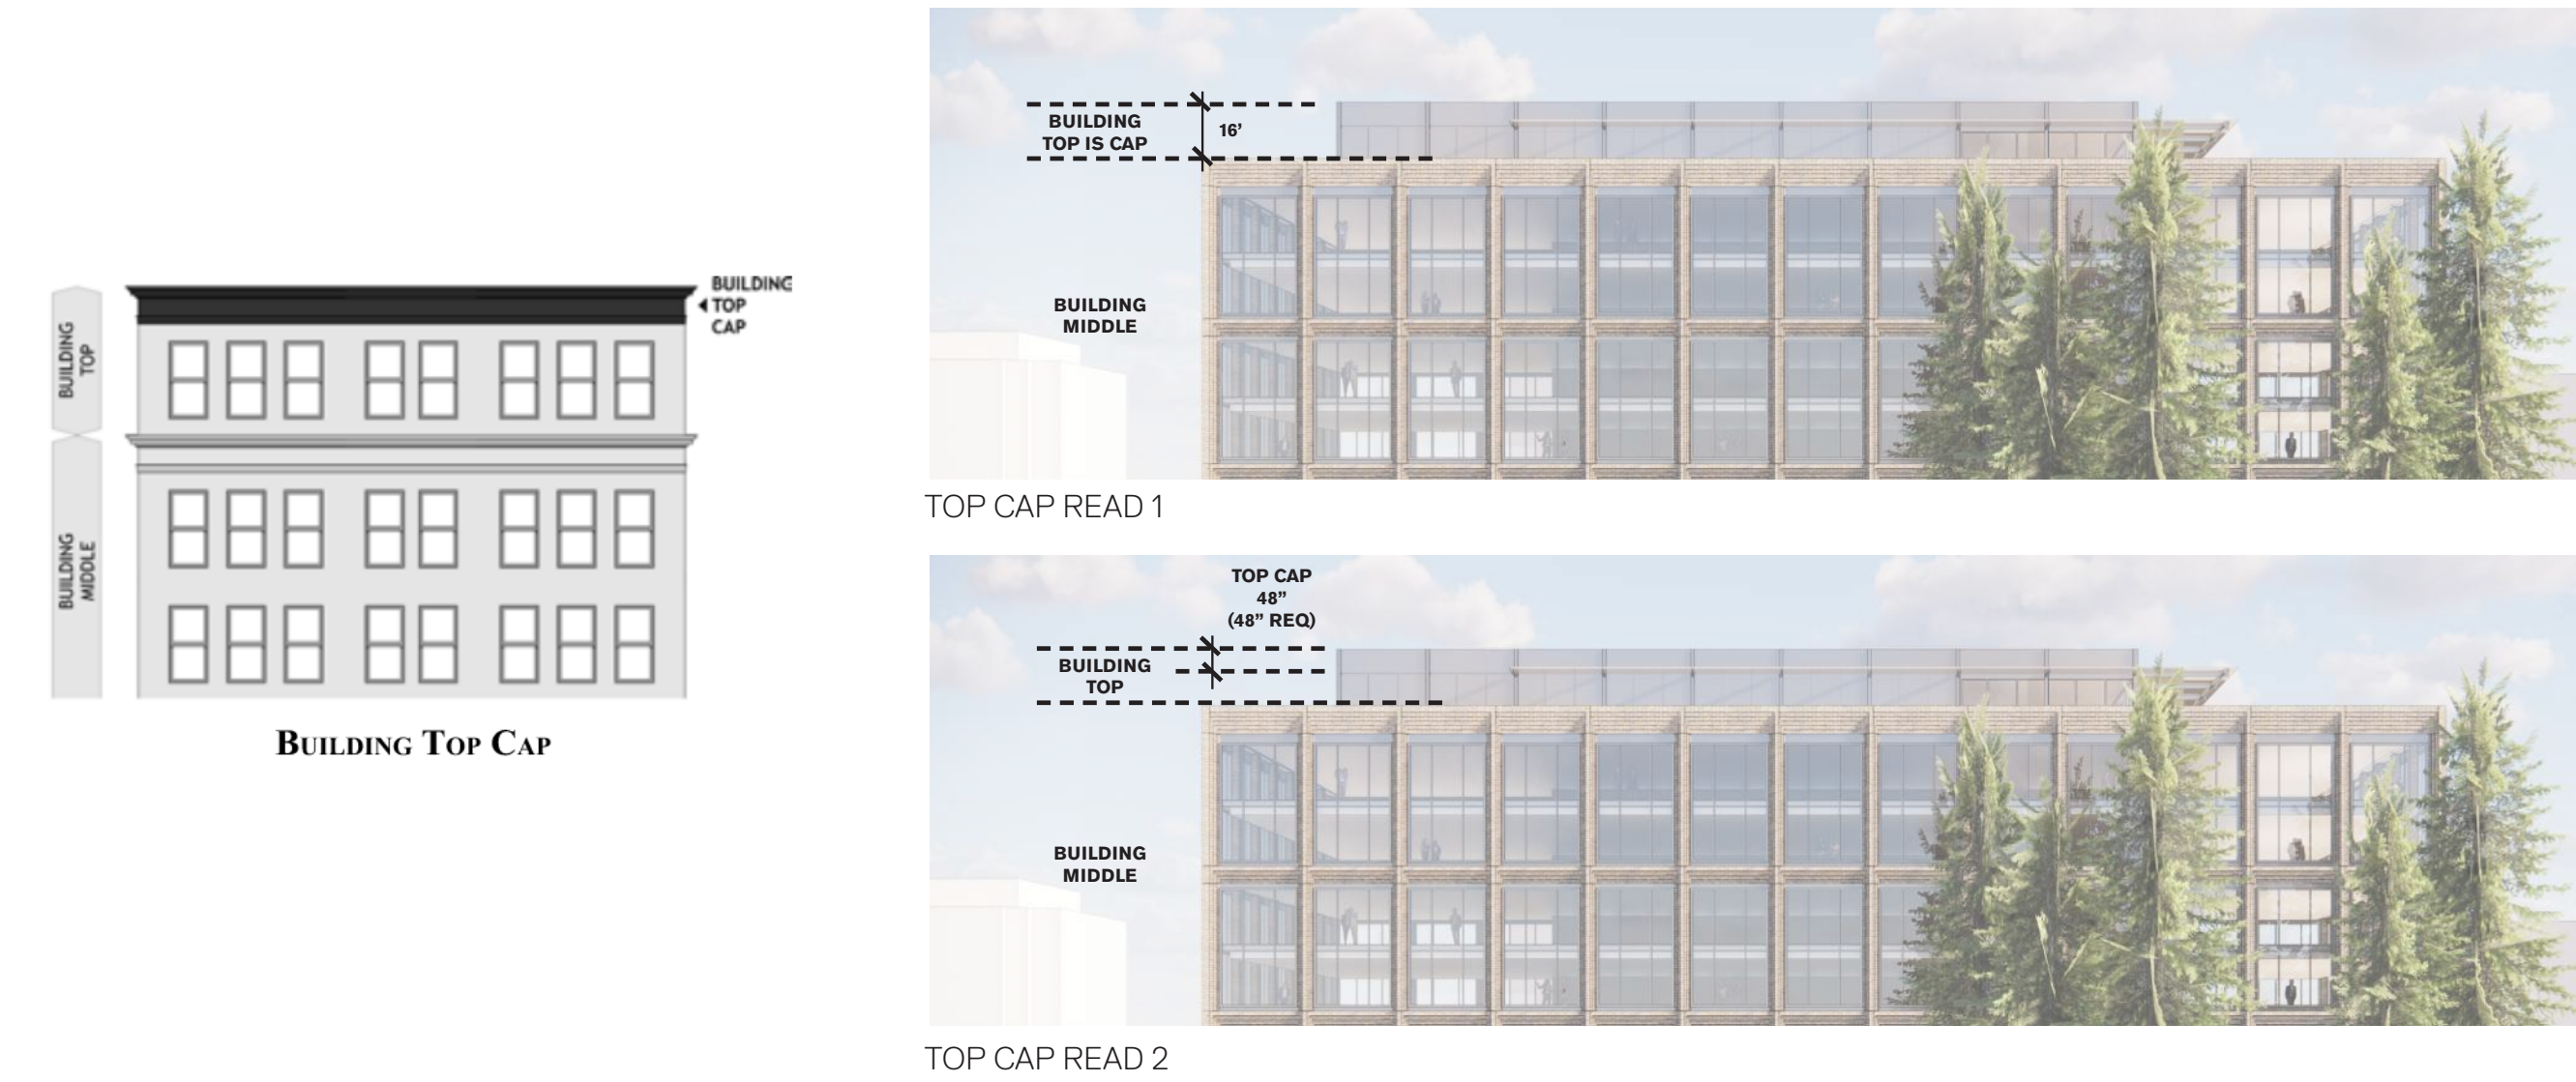 BUILDING
TOP
BUILDING
MIDDLE
BUILDING
TOP
CAP
BUILDING TOP CAP
BUILDING
TOP IS CAP
16’
BUILDING
MIDDLE
TOP CAP READ 1
TOP CAP
48”
(48” REQ)
BUILDING
TOP
BUILDING
MIDDLE
TOP CAP READ 2